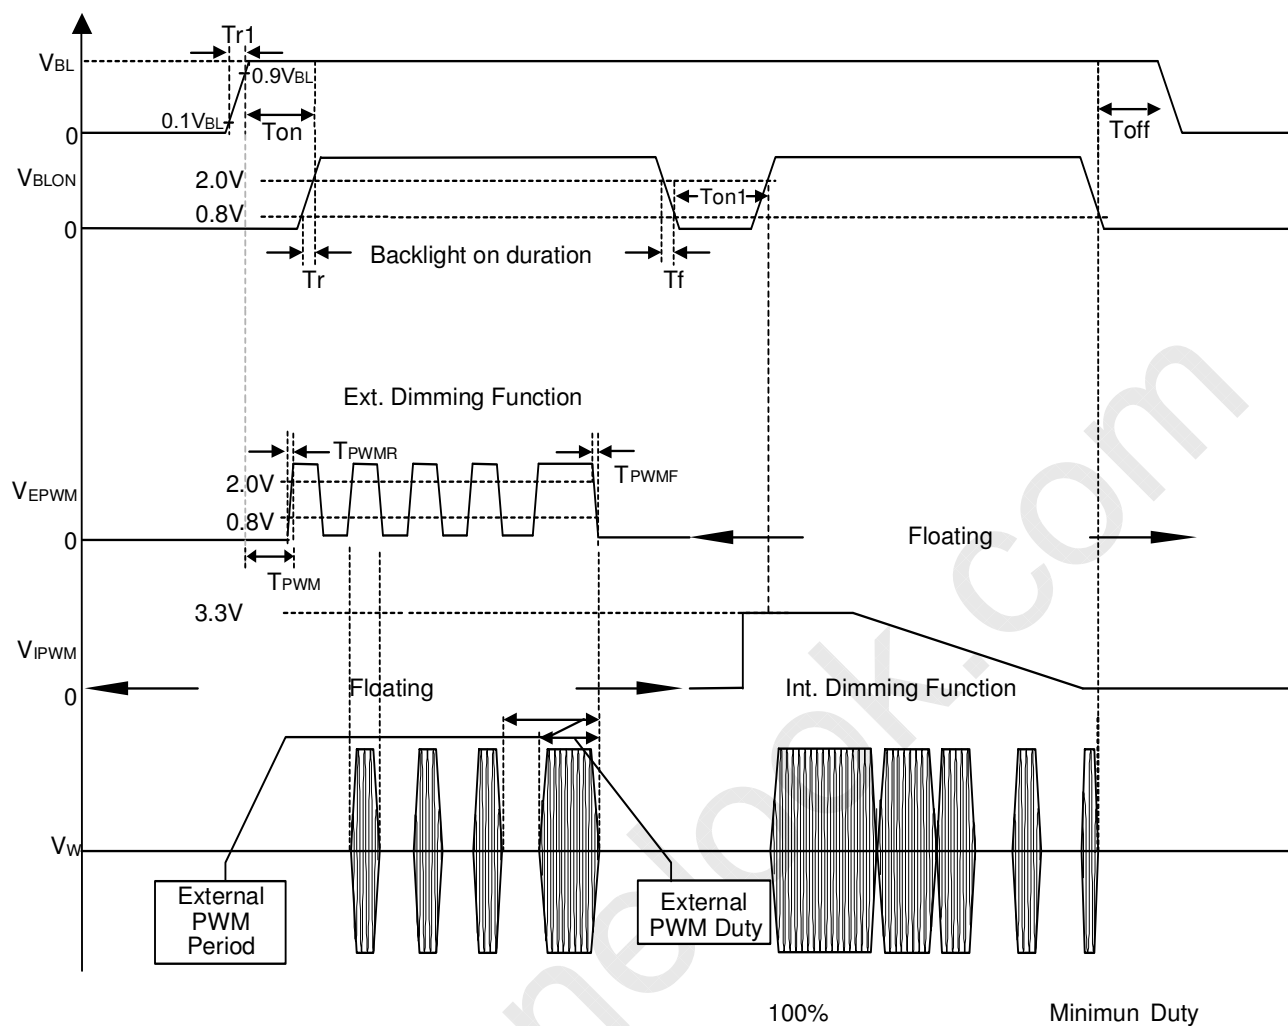 Tr1
VBL
0.9VBL
0.1VBL
0
Ton
Toff
VBLON
2.0V
Ton1
0.8V
0
Backlight on duration
Tr
Tf
Ext. Dimming Function
TPWMR
TPWMF
VEPWM
2.0V
0.8V
0
Floating
TPWM
3.3V
VIPWM
0
Floating
Int. Dimming Function
VW
External
PWM
Period
External
PWM Duty
100%
Minimun Duty
nelook.com